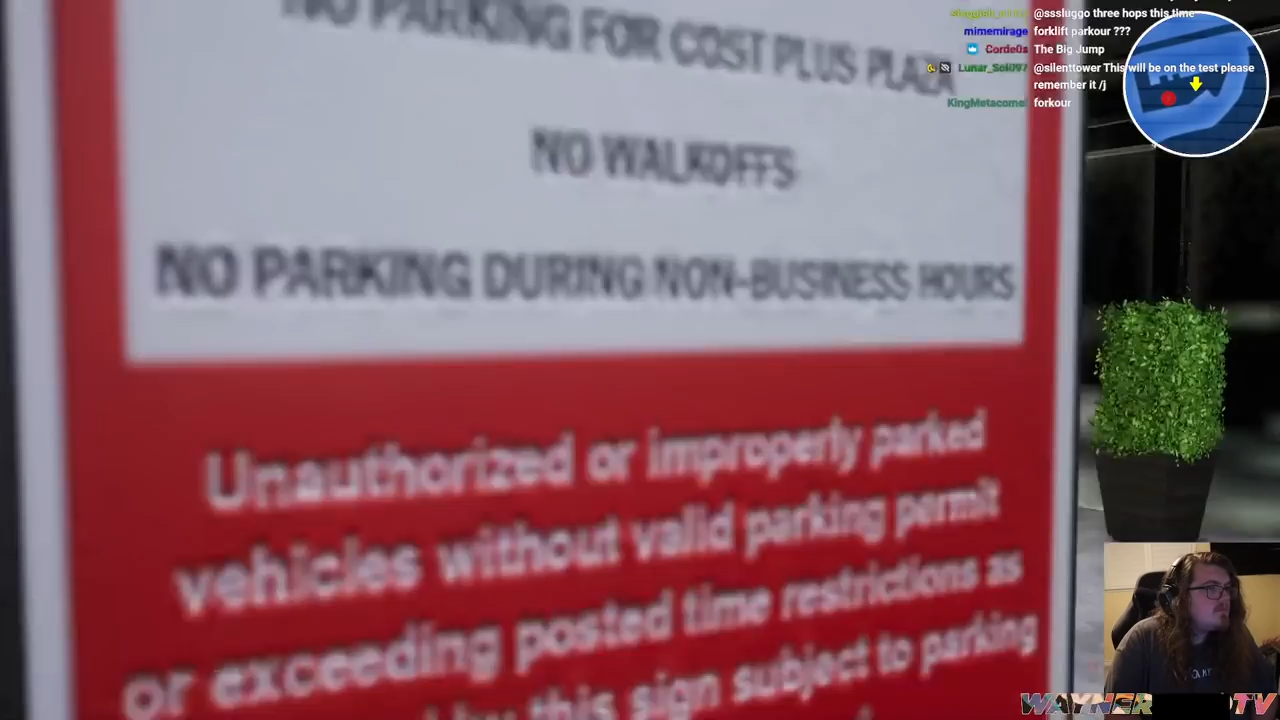 @sssluggo three hops this time
mimemirage forklift parkour ???
Corde0s The Big Jump
@silenttower This will be on the test please
remember it /j
KingMetacomet forkour
NO PARKING FOR COST PLUS PLAZA
NO WALKOFFS
NO PARKING DURING NON-BUSINESS HOURS
Unauthorized or improperly parked
vehicles without valid parking permit
or exceeding posted time restrictions as
this sign subject to parking
WAYNER TV